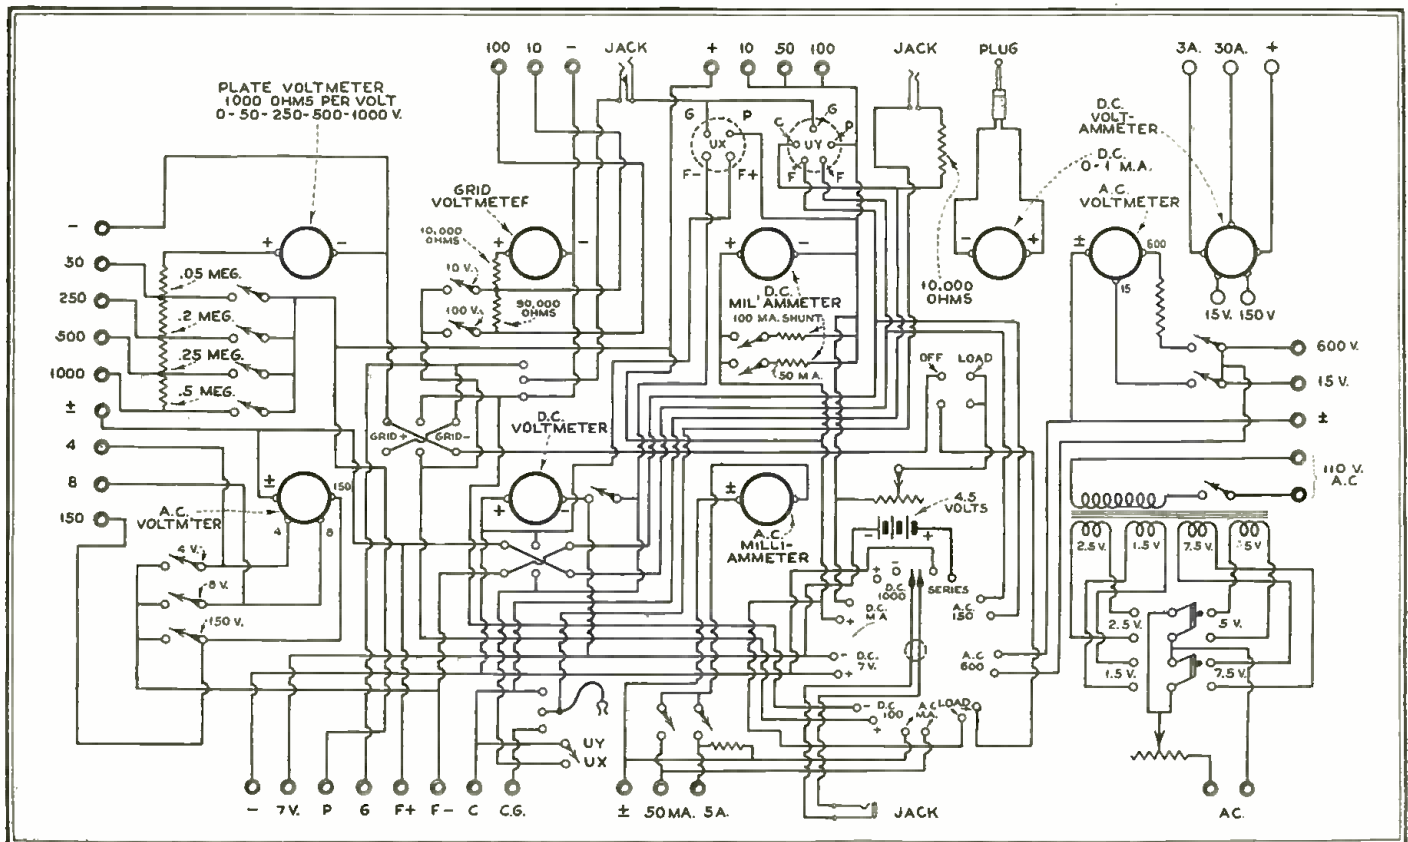 100 10 - JACK + 10 50 100 JACK PLUG 3A. 30A. +
PLATE VOLTMETER
1000 OHMS PER VOLT
0-50-250-500-1000 V.
D.C.
VOLT-
AMMETER
D.C.
0-1 M.A.
A.C.
VOLTMETER
G P
UX
F- F+
C G P
UY
F F
GRID
VOLTMETEF
10,000
OHMS
+ -
10 V.
100 V.
90,000
OHMS
+ -
.05 MEG.
.2 MEG.
.25 MEG.
.5 MEG.
-
50
250
500
1000
±
4
8
150
+ -
D.C.
MIL'AMMETER
100 MA. SHUNT
50 M.A.
10,000
OHMS
- +
± 600
15
15V. 150V
600 V.
15 V.
±
110 V.
A.C
OFF LOAD
GRID+ GRID-
D.C.
VOLTMETER
+ -
± 150
A.C.
VOLTM'TER
4 8
4 V.
8 V.
150 V.
±
A.C.
MILLI-
AMMETER
4.5
VOLTS
- +
+ -
D.C.
1000
SERIES
D.C.
M.A
+
A.C.
150
- D.C.
7V.
+
A.C
600
- D.C
100
+
A.C
M.A.
LOAD
2.5 V. 1.5 V 7.5 V. 5 V.
2.5 V. 5 V.
1.5 V. 7.5 V.
UY
UX
- 7V. P G F+ F- C C.G. ± 50 MA. 5A. JACK AC.